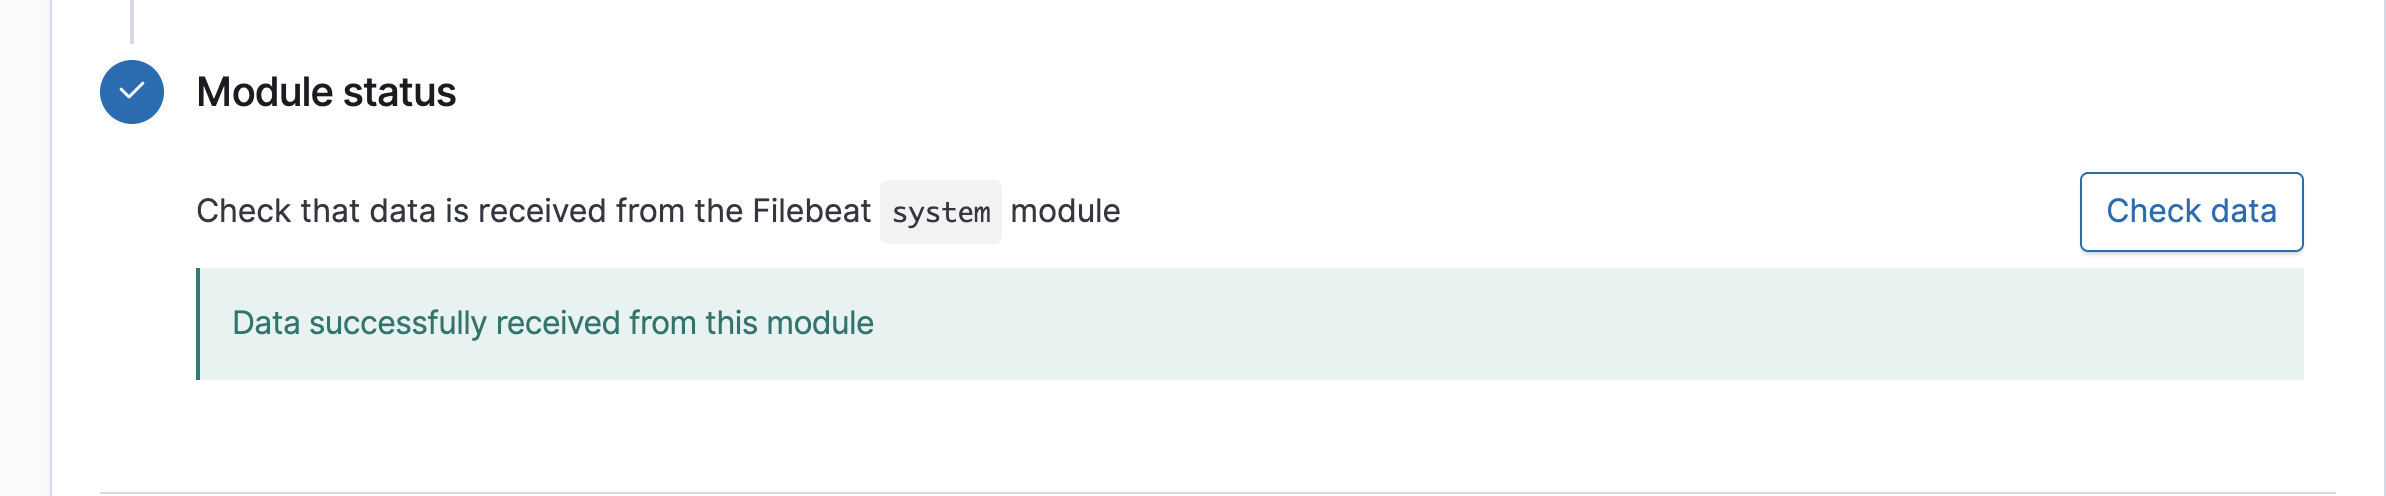 Module status
Check that data is received from the Filebeat system module
Check data
Data successfully received from this module